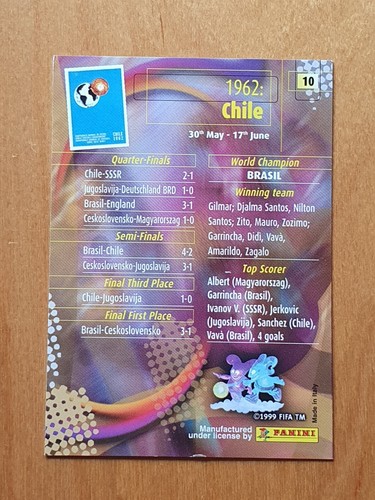 10
1962:
Chile
30th May - 17th June
Quarter-Finals
Chile-SSSR 2-1
Jugoslavija-Deutschland BRD 1-0
Brasil-England 3-1
Ceskoslovensko-Magyarorszag 1-0
Semi-Finals
Brasil-Chile 4-2
Ceskoslovensko-Jugoslavija 3-1
Final Third Place
Chile-Jugoslavija 1-0
Final First Place
Brasil-Ceskoslovensko 3-1
World Champion
BRASIL
Winning team
Gilmar; Djalma Santos, Nilton
Santos; Zito, Mauro, Zozimo;
Garrincha, Didi, Vavà,
Amarildo, Zagalo
Top Scorer
Albert (Magyarorszag),
Garrincha (Brasil),
Ivanov V. (SSSR), Jerkovic
(Jugoslavija), Sanchez (Chile),
Vavà (Brasil), 4 goals
©1999 FIFA TM
Made in Italy
Manufactured
under license by PANINI